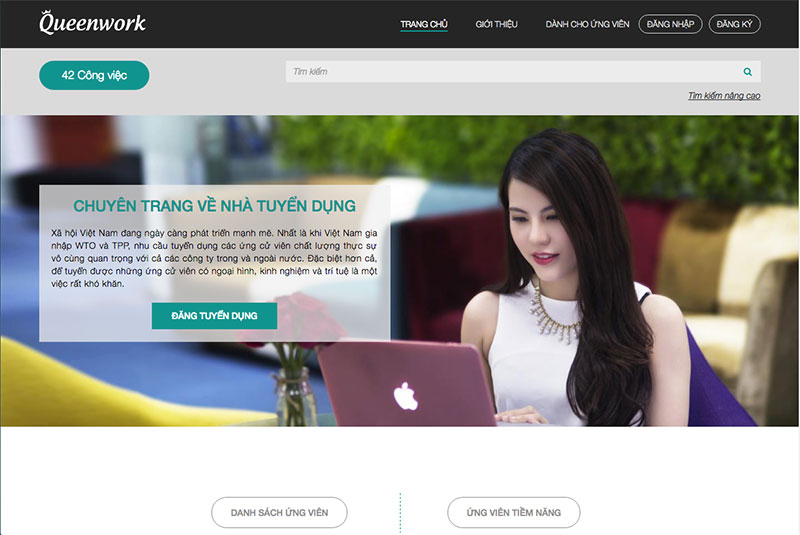 Queenwork
TRANG CHỦ
GIỚI THIỆU
DÀNH CHO ỨNG VIÊN
ĐĂNG NHẬP
ĐĂNG KÝ
42 Công việc
Tìm kiếm
Tìm kiếm nâng cao
CHUYÊN TRANG VỀ NHÀ TUYỂN DỤNG
Xã hội Việt Nam đang ngày càng phát triển mạnh mẽ. Nhất là khi Việt Nam gia
nhập WTO và TPP, nhu cầu tuyển dụng các ứng cử viên chất lượng thực sự
vô cùng quan trọng với cả các công ty trong và ngoài nước. Đặc biệt hơn cả,
để tuyển được những ứng cử viên có ngoại hình, kinh nghiệm và trí tuệ là một
việc rất khó khăn.
ĐĂNG TUYỂN DỤNG
DANH SÁCH ỨNG VIÊN
ỨNG VIÊN TIỀM NĂNG